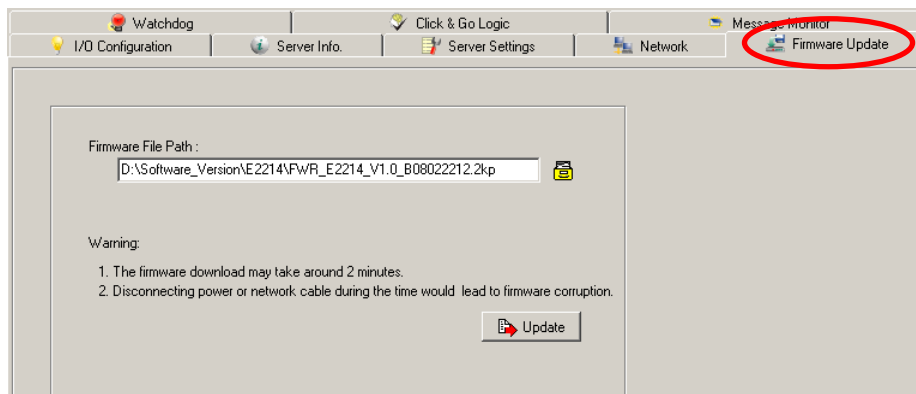 Watchdog Click & Go Logic Message Monitor
I/O Configuration Server Info. Server Settings Network Firmware Update
Firmware File Path :
D:\Software_Version\E2214\FWR_E2214_V1.0_B08022212.2kp
Warning:
1. The firmware download may take around 2 minutes.
2. Disconnecting power or network cable during the time would lead to firmware corruption.
Update